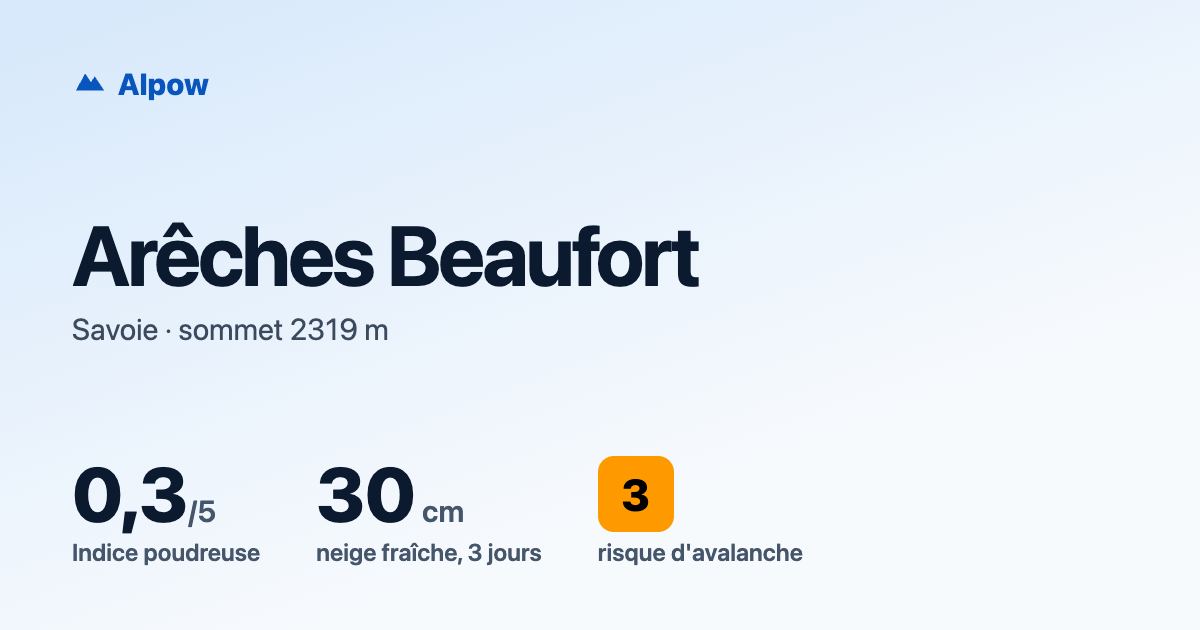 Alpow
Arêches Beaufort
Savoie · sommet 2319 m
0,3/5
Indice poudreuse
30 cm
neige fraîche, 3 jours
3
risque d'avalanche